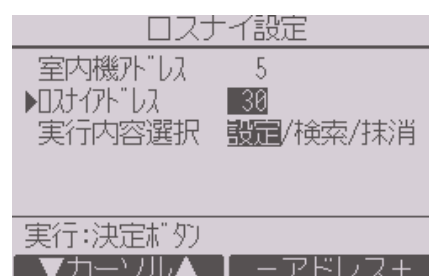 ロスナイ設定
室内機ｱﾄﾞﾚｽ 5
▶ﾛｽﾅｲｱﾄﾞﾚｽ 30
実行内容選択 設定/検索/抹消
実行:決定ﾎﾞﾀﾝ
▼カーソル▲ －アドレス＋